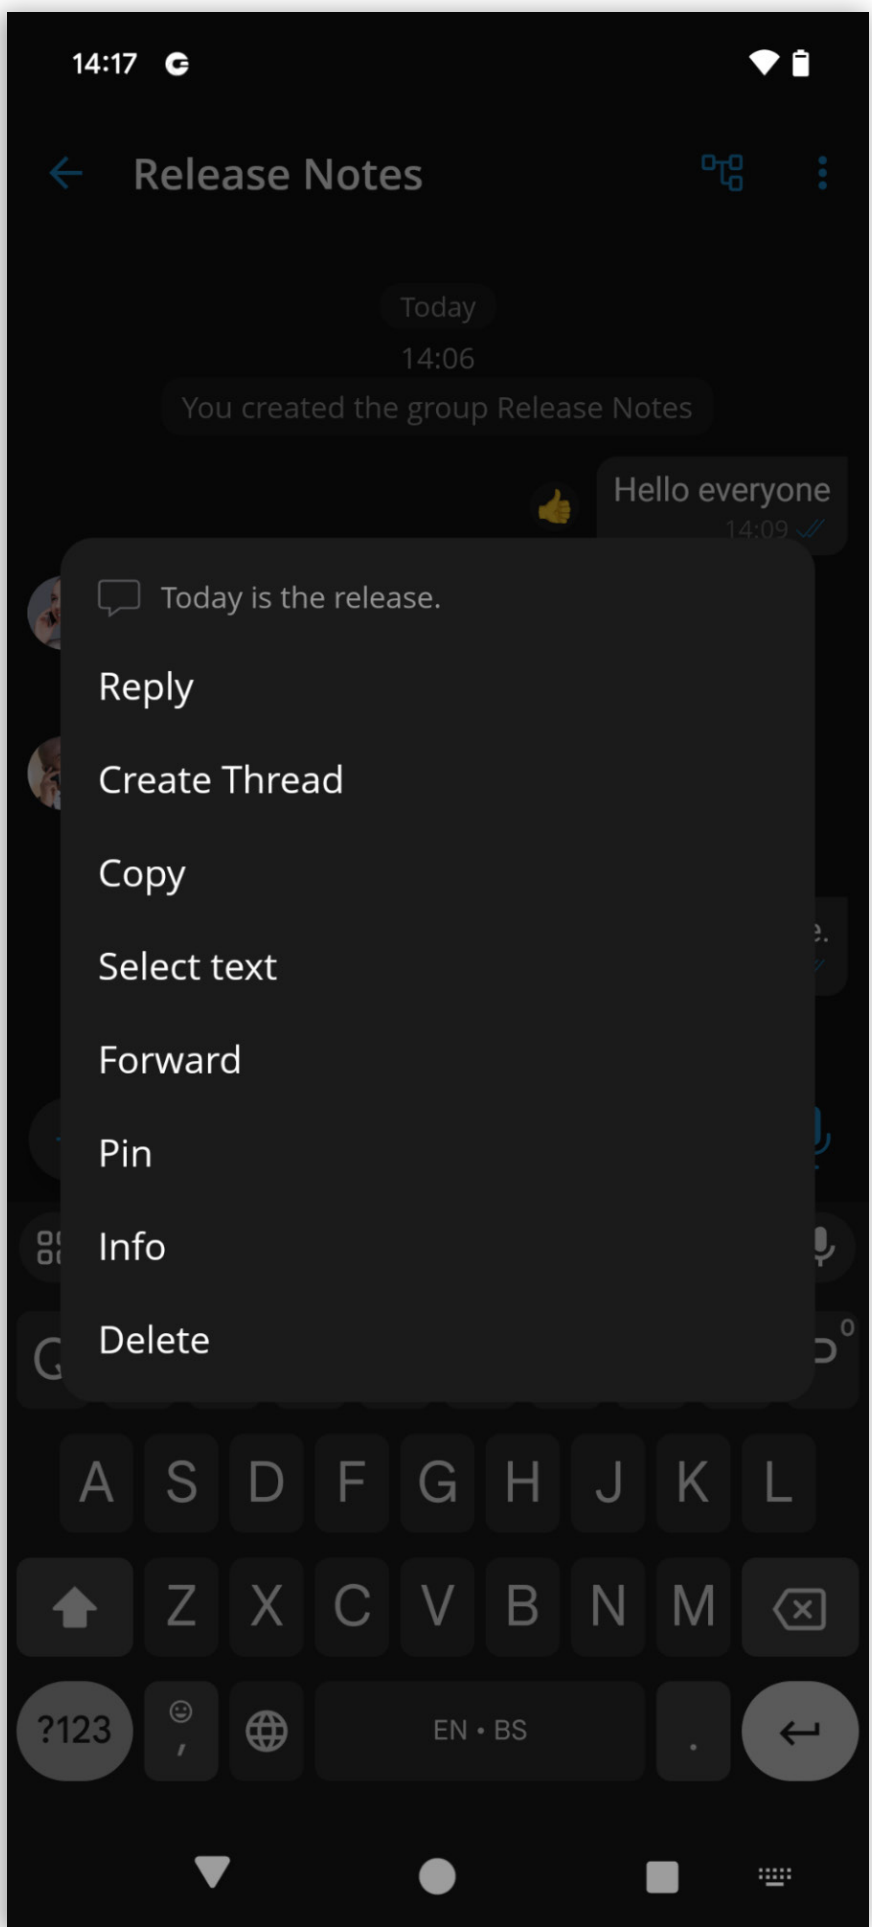 14:17
Release Notes
Today
14:06
You created the group Release Notes
Hello everyone
14:09
Today is the release.
Reply
Create Thread
Copy
Select text
Forward
Pin
Info
Delete
e.
P 0
A S D F G H J K L
Z X C V B N M
?123 , EN • BS .